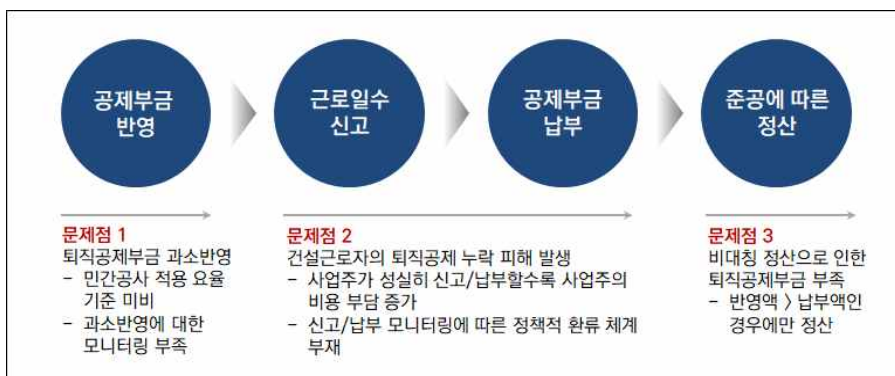 공제부금
반영
근로일수
신고
공제부금
납부
준공에 따른
정산
문제점 1
퇴직공제부금 과소반영
- 민간공사 적용 요율
기준 미비
- 과소반영에 대한
모니터링 부족
문제점 2
건설근로자의 퇴직공제 누락 피해 발생
- 사업주가 성실히 신고/납부할수록 사업주의
비용 부담 증가
- 신고/납부 모니터링에 따른 정책적 환류 체계
부재
문제점 3
비대칭 정산으로 인한
퇴직공제부금 부족
- 반영액 > 납부액인
경우에만 정산